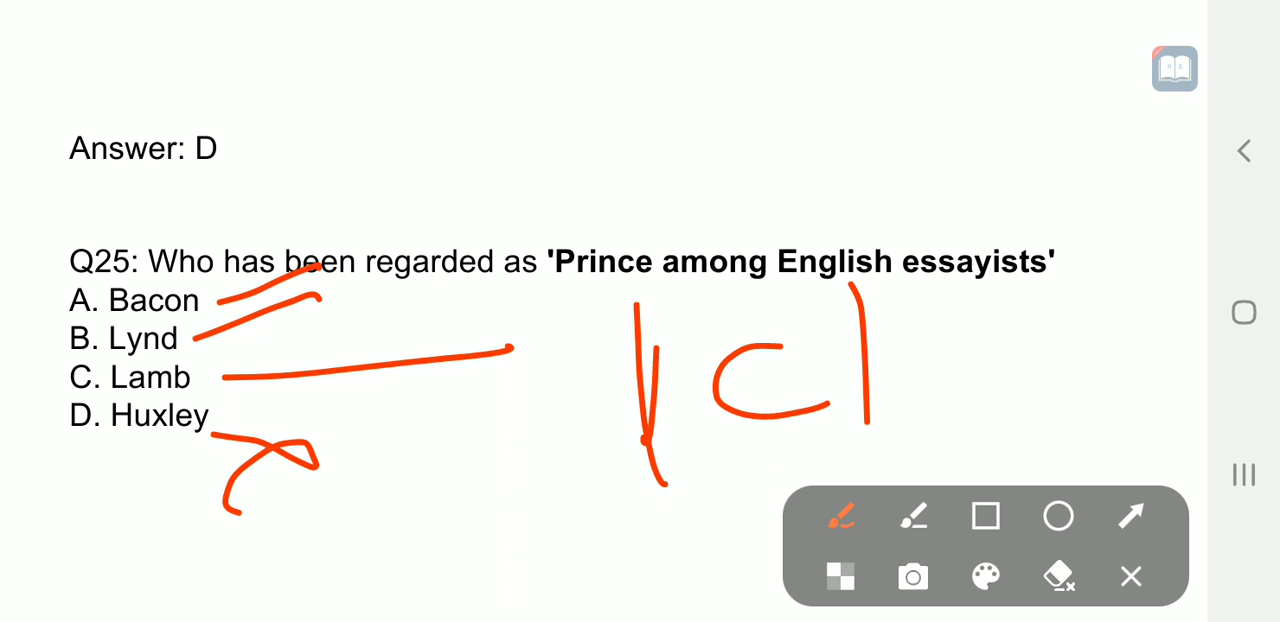 Answer: D
Q25: Who has been regarded as 'Prince among English essayists'
A. Bacon
B. Lynd
C. Lamb
D. Huxley